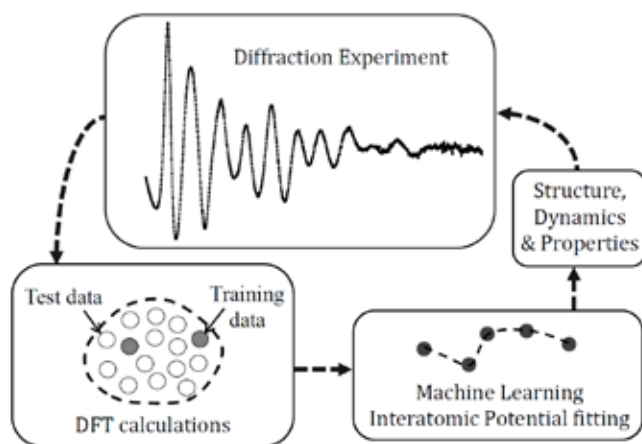 Diffraction Experiment
Structure,
Dynamics
& Properties
Test data
Training
data
DFT calculations
Machine Learning
Interatomic Potential fitting